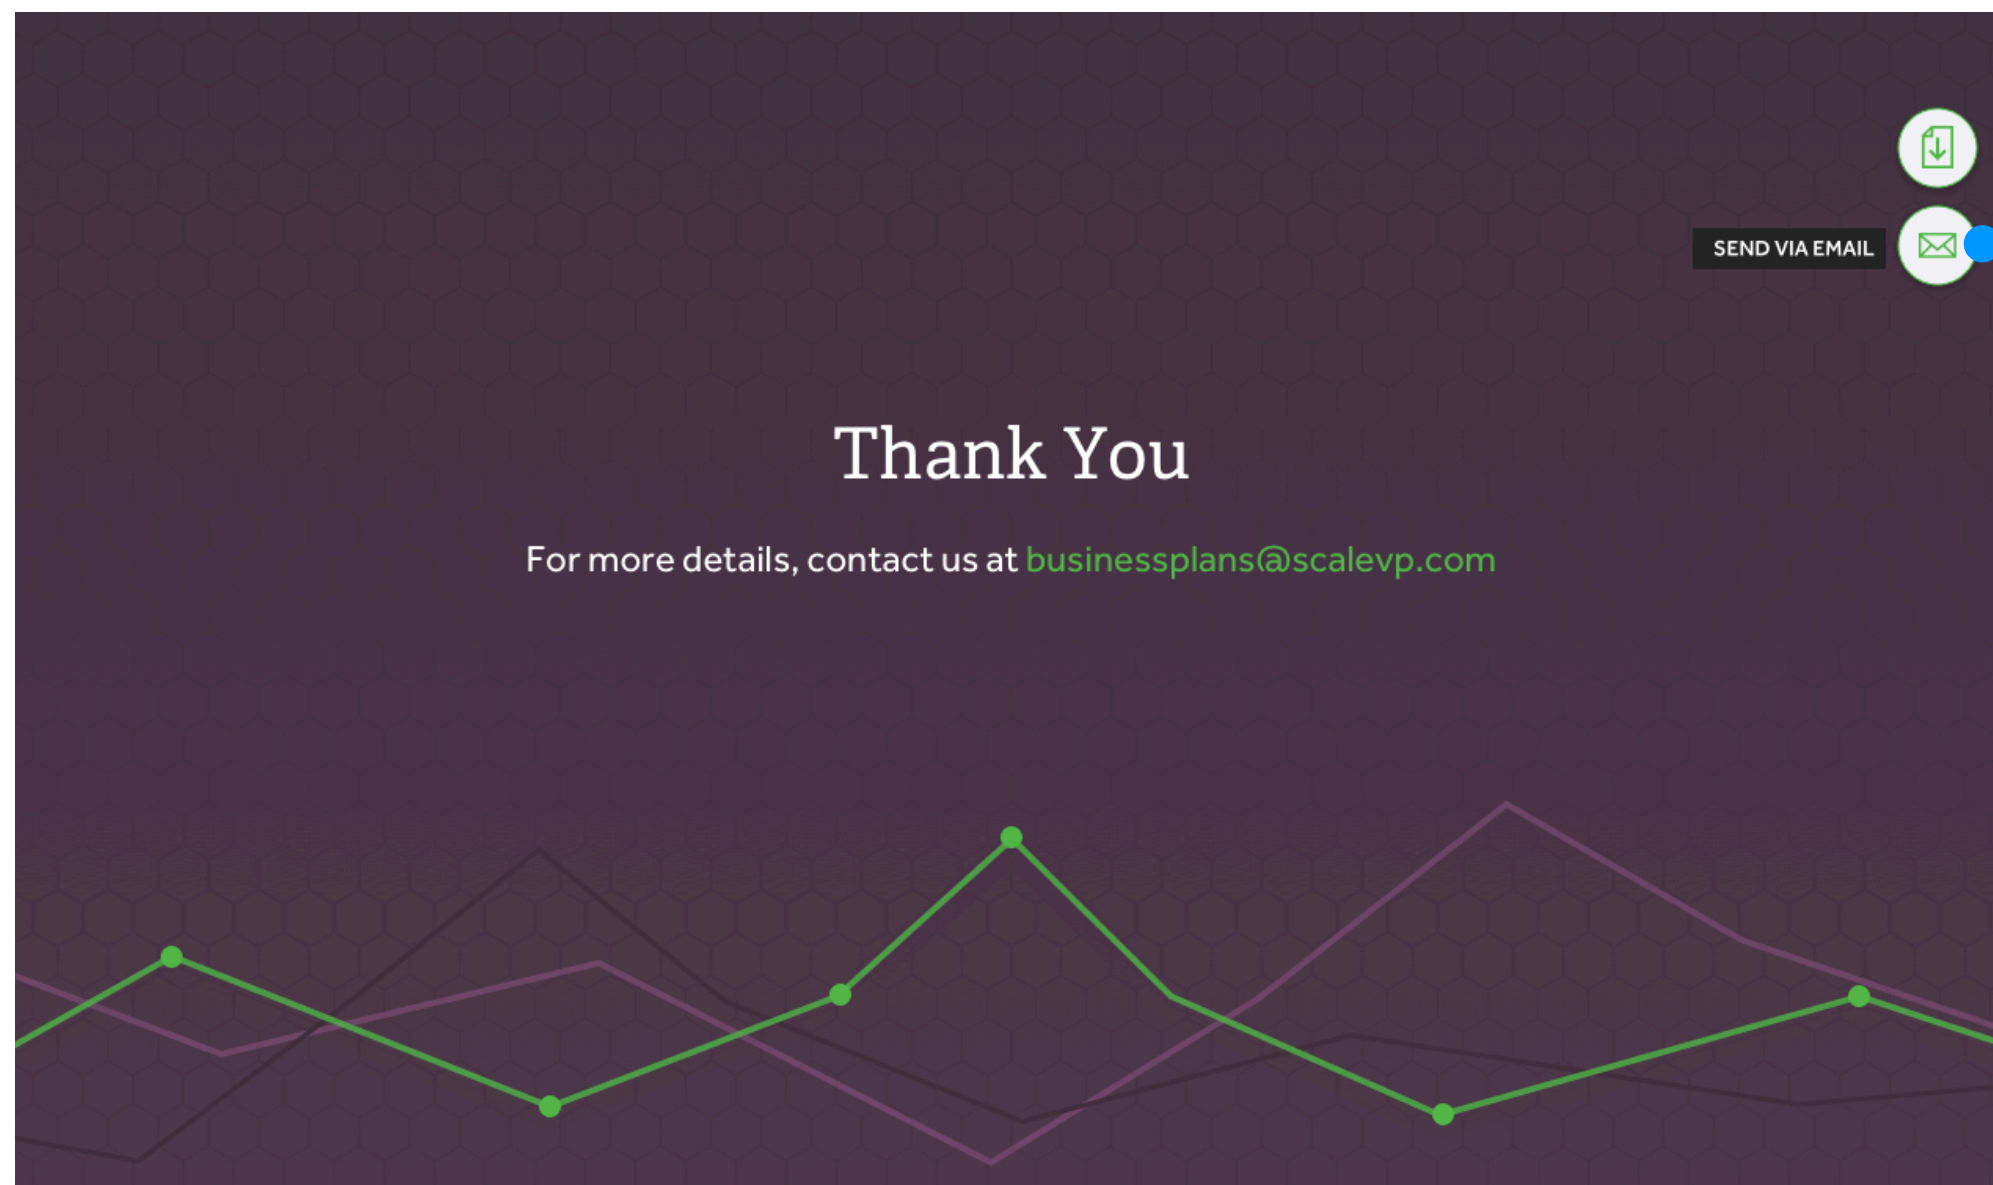 SEND VIA EMAIL
Thank You
For more details, contact us at businessplans@scalevp.com